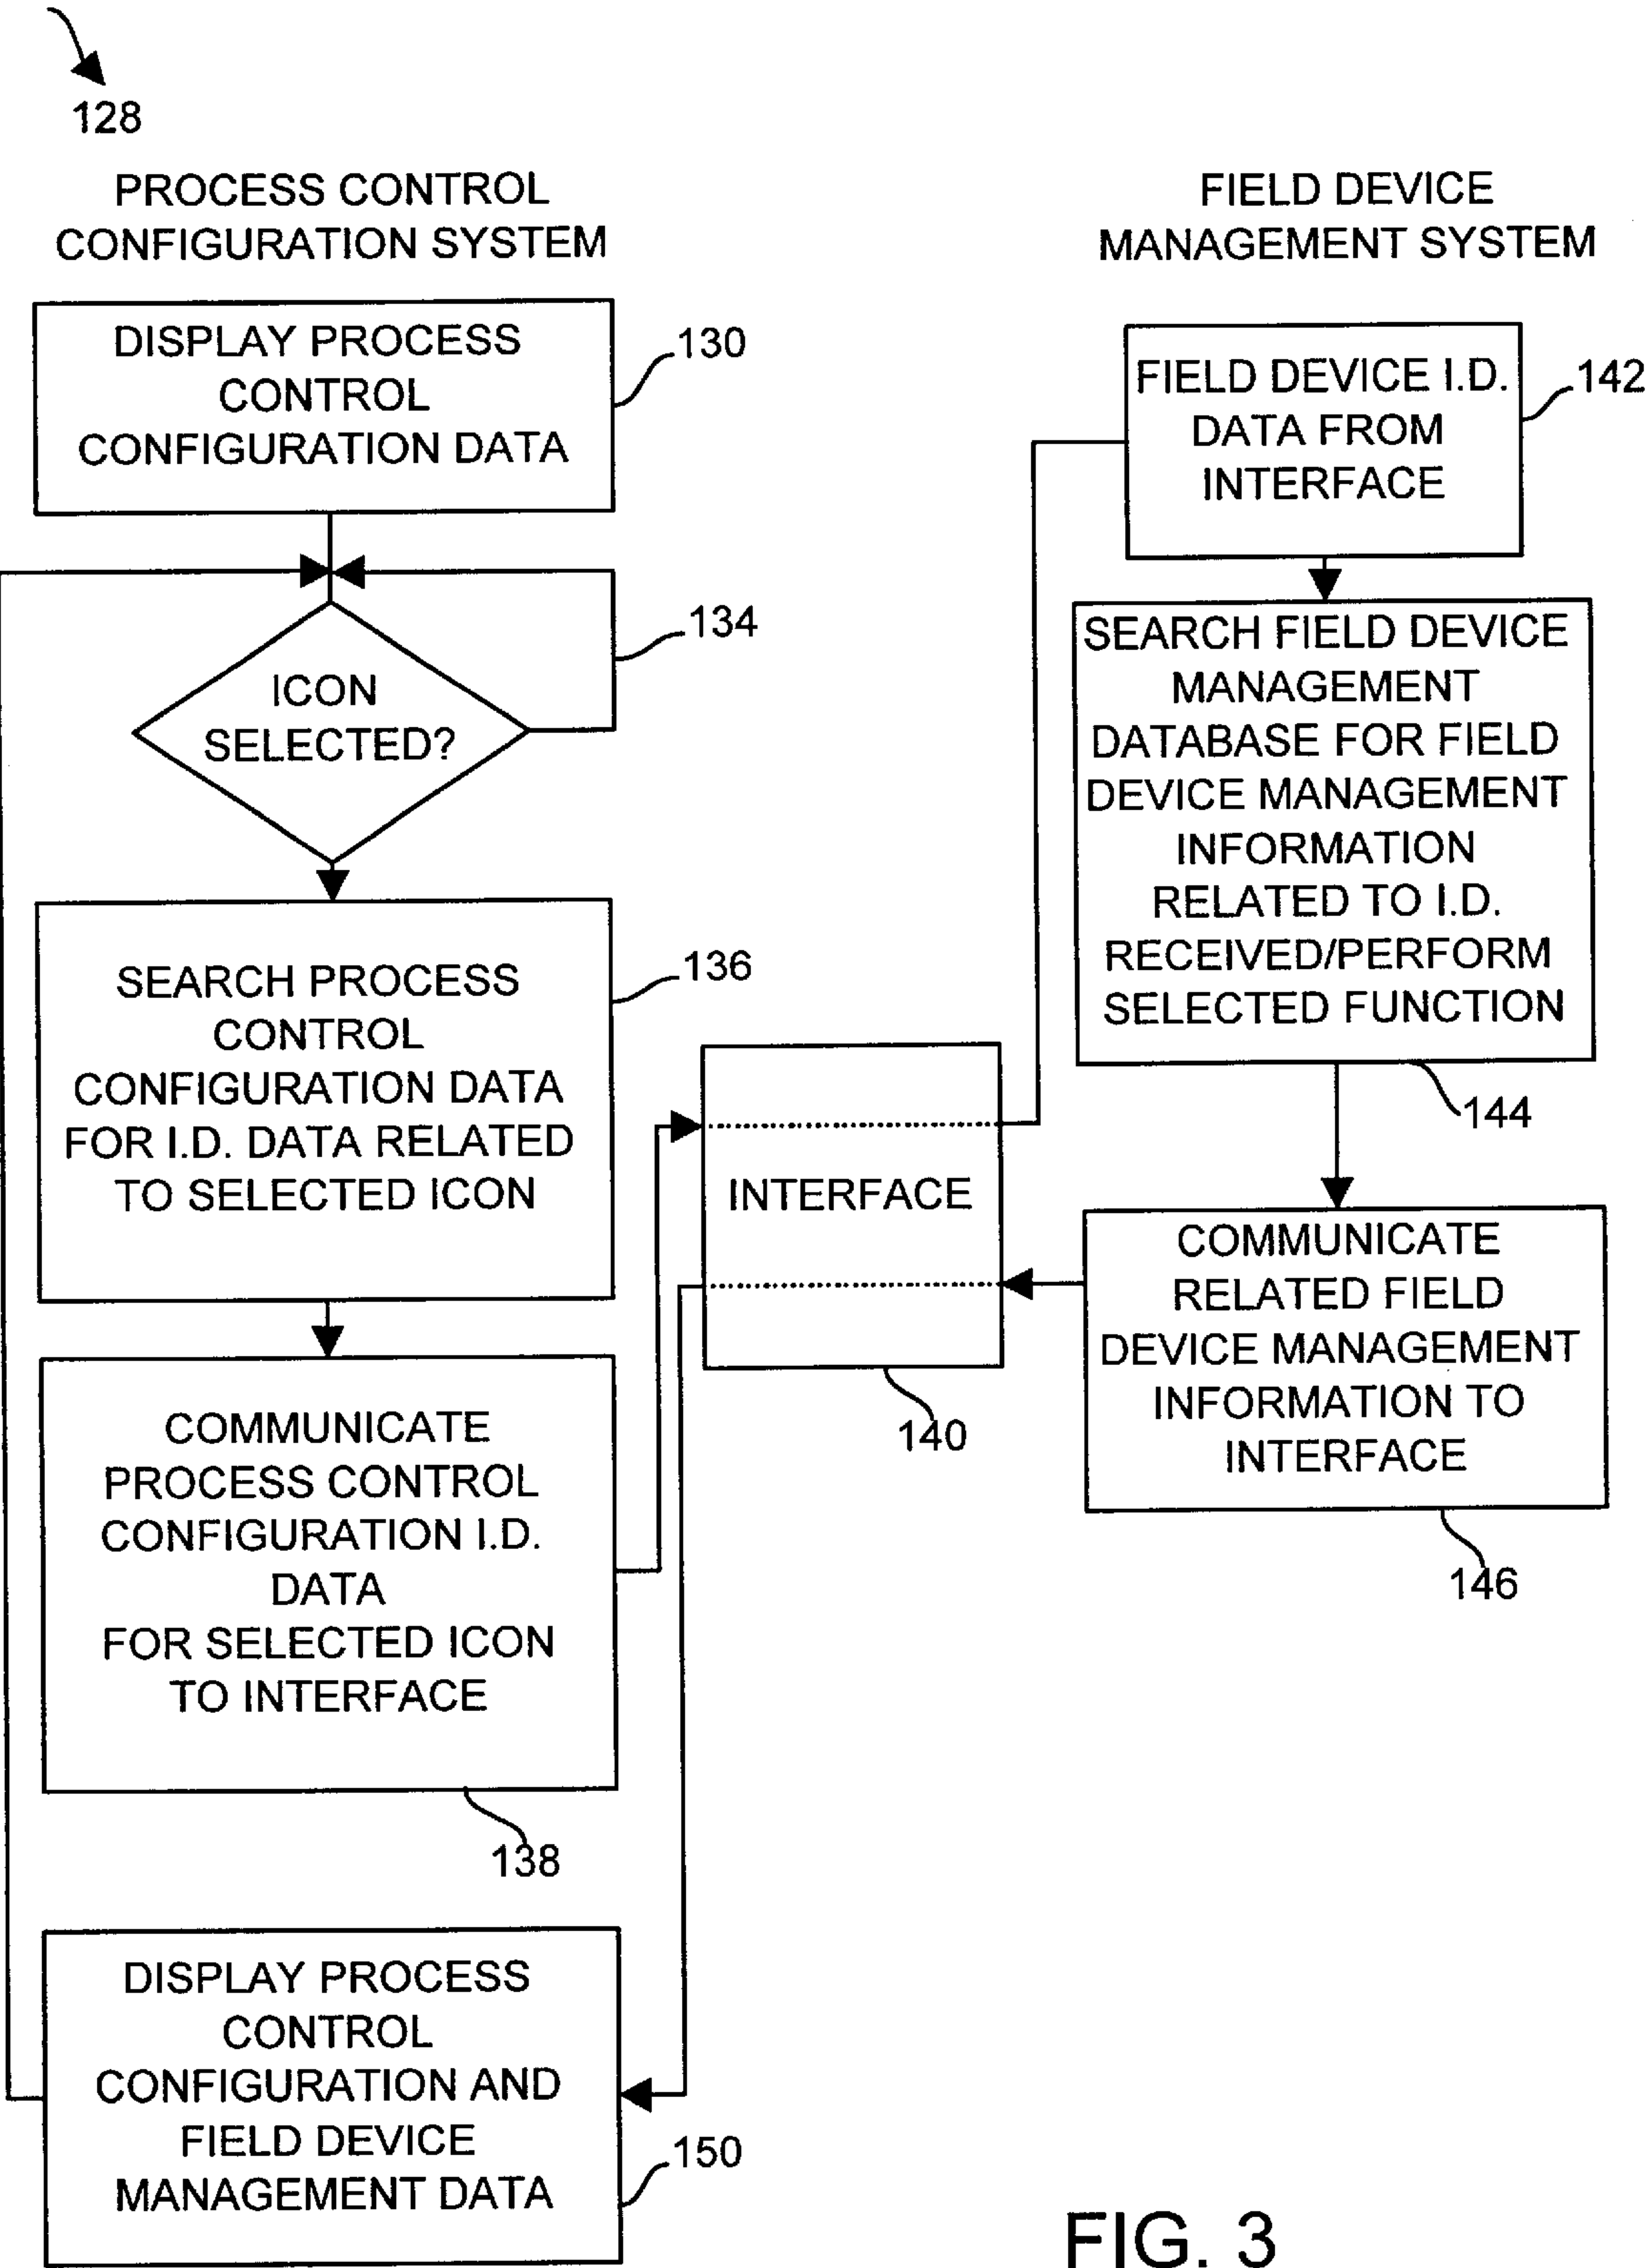 128
PROCESS CONTROL
CONFIGURATION SYSTEM
DISPLAY PROCESS
CONTROL
CONFIGURATION DATA
130
ICON
SELECTED?
134
SEARCH PROCESS
CONTROL
CONFIGURATION DATA
FOR I.D. DATA RELATED
TO SELECTED ICON
136
COMMUNICATE
PROCESS CONTROL
CONFIGURATION I.D.
DATA
FOR SELECTED ICON
TO INTERFACE
138
INTERFACE
140
FIELD DEVICE
MANAGEMENT SYSTEM
FIELD DEVICE I.D.
DATA FROM
INTERFACE
142
SEARCH FIELD DEVICE
MANAGEMENT
DATABASE FOR FIELD
DEVICE MANAGEMENT
INFORMATION
RELATED TO I.D.
RECEIVED/PERFORM
SELECTED FUNCTION
144
COMMUNICATE
RELATED FIELD
DEVICE MANAGEMENT
INFORMATION TO
INTERFACE
146
DISPLAY PROCESS
CONTROL
CONFIGURATION AND
FIELD DEVICE
MANAGEMENT DATA
150
FIG. 3